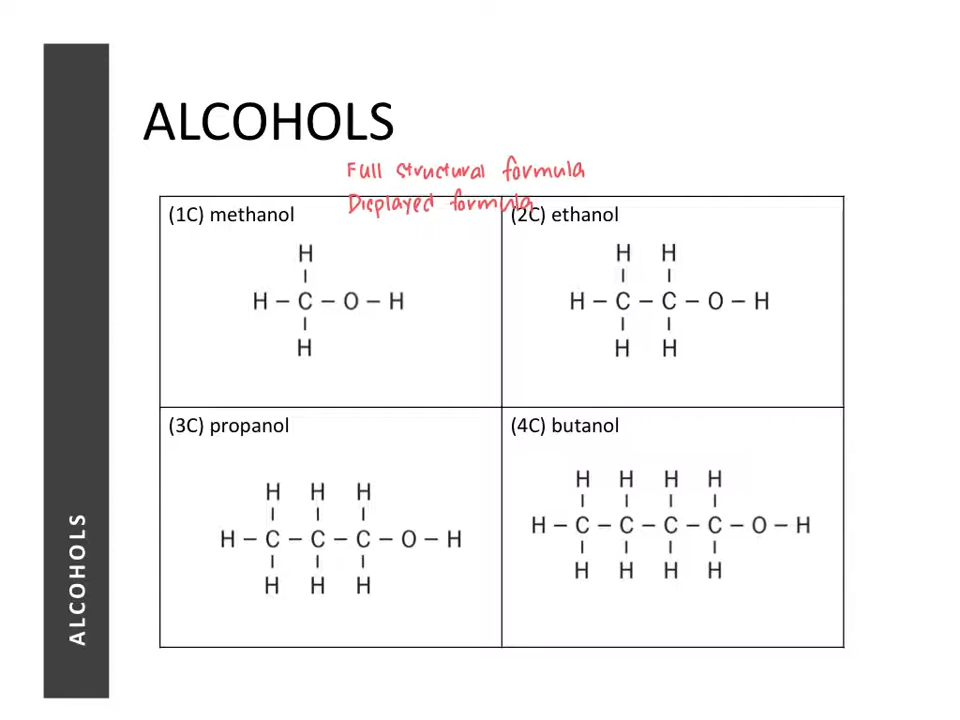 ALCOHOLS
Full structural formula
Displayed formula
(1C) methanol
H
H – C – O – H
H
(2C) ethanol
H H
H – C – C – O – H
H H
(3C) propanol
H H H
H – C – C – C – O – H
H H H
(4C) butanol
H H H H
H – C – C – C – C – O – H
H H H H
ALCOHOLS